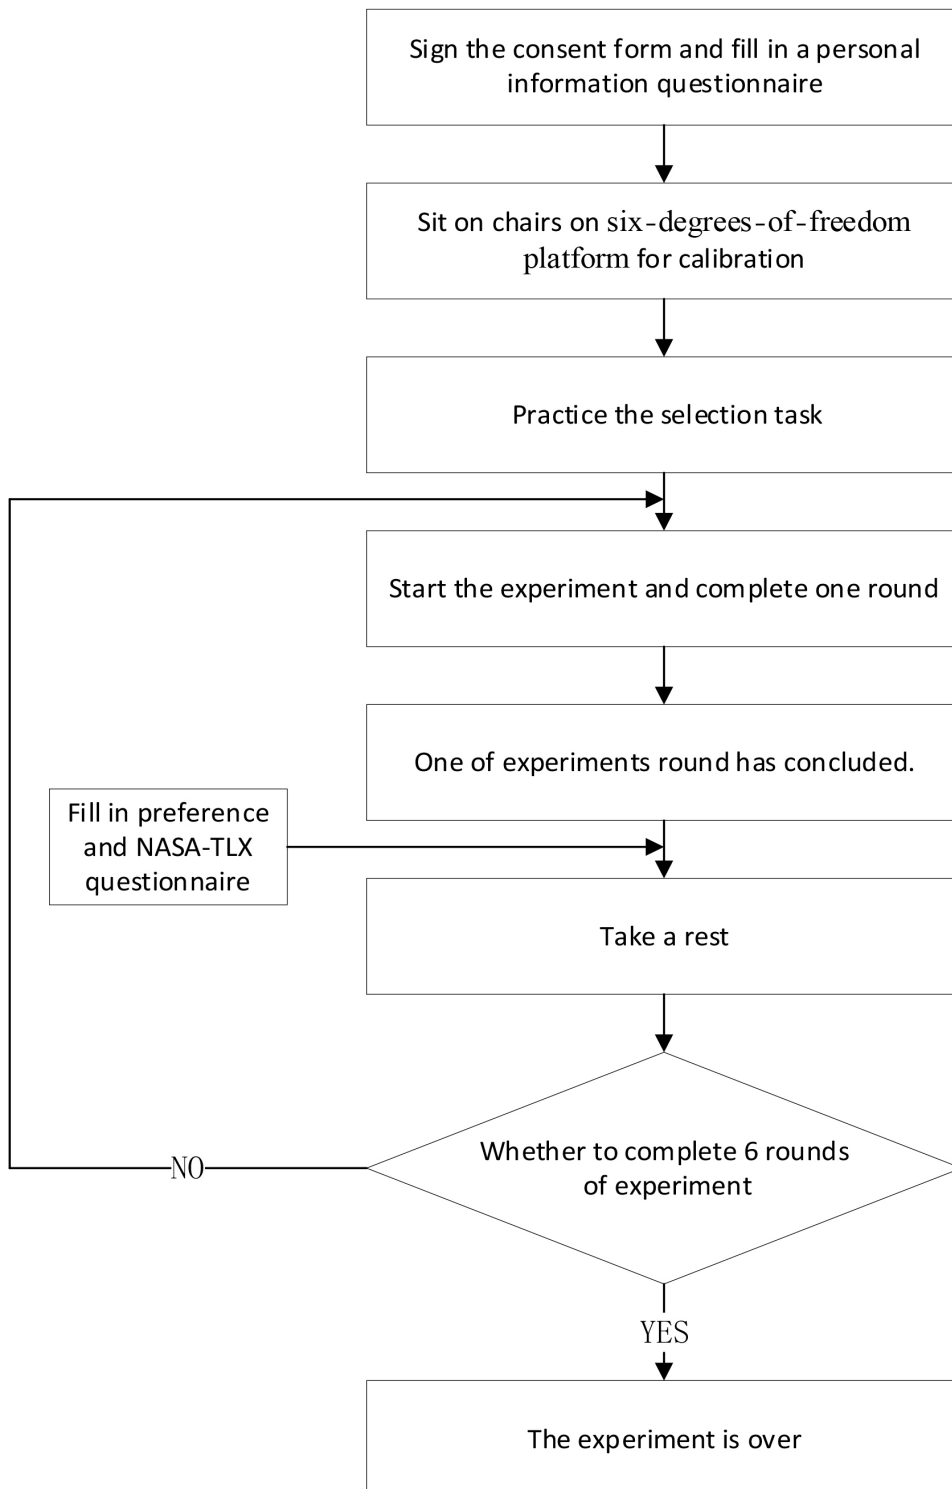 Sign the consent form and fill in a personal
information questionnaire
Sit on chairs on six-degrees-of-freedom
platform for calibration
Practice the selection task
Start the experiment and complete one round
One of experiments round has concluded.
Fill in preference
and NASA-TLX
questionnaire
Take a rest
Whether to complete 6 rounds
of experiment
NO
YES
The experiment is over